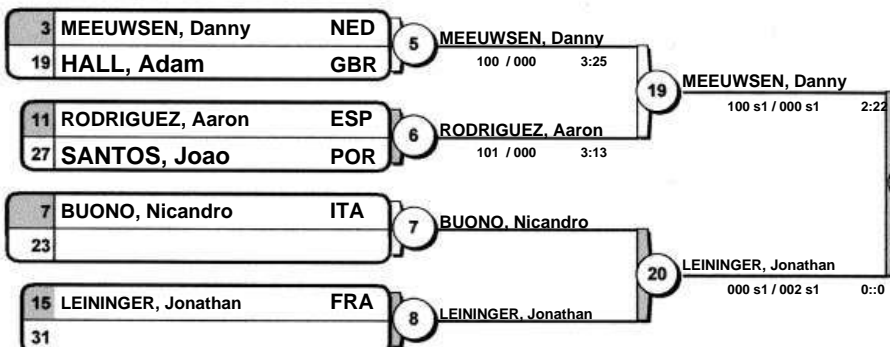 3 MEEUWSEN, Danny NED
19 HALL, Adam GBR
5
MEEUWSEN, Danny
100 / 000 3:25
11 RODRIGUEZ, Aaron ESP
27 SANTOS, Joao POR
6
RODRIGUEZ, Aaron
101 / 000 3:13
19
MEEUWSEN, Danny
100 s1 / 000 s1 2:22
7 BUONO, Nicandro ITA
23
7
BUONO, Nicandro
15 LEININGER, Jonathan FRA
31
8
LEININGER, Jonathan
20
LEININGER, Jonathan
000 s1 / 002 s1 0::0